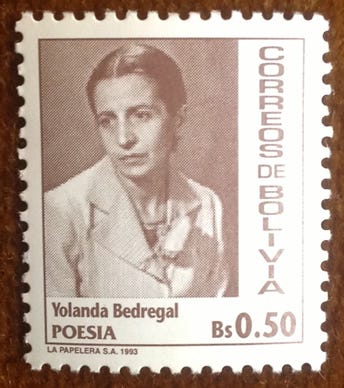 CORREOS DE BOLIVIA
Yolanda Bedregal
POESIA
Bs 0.50
LA PAPELERA S.A. 1993